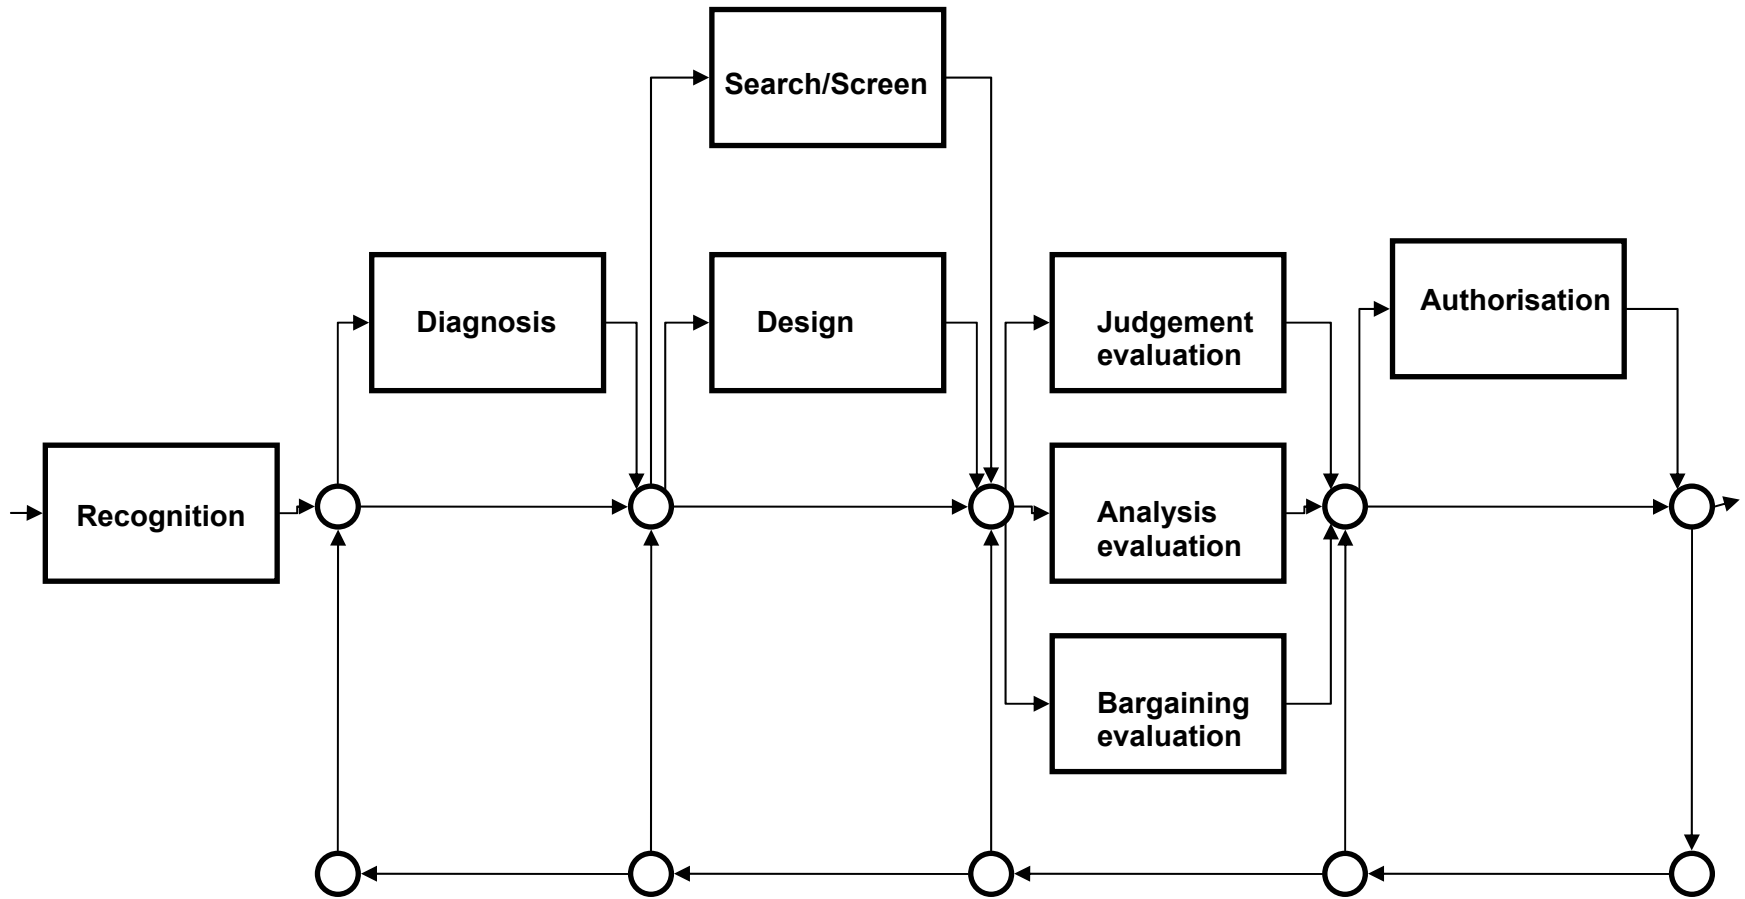 Search/Screen
Diagnosis
Design
Judgement
evaluation
Authorisation
Recognition
Analysis
evaluation
Bargaining
evaluation